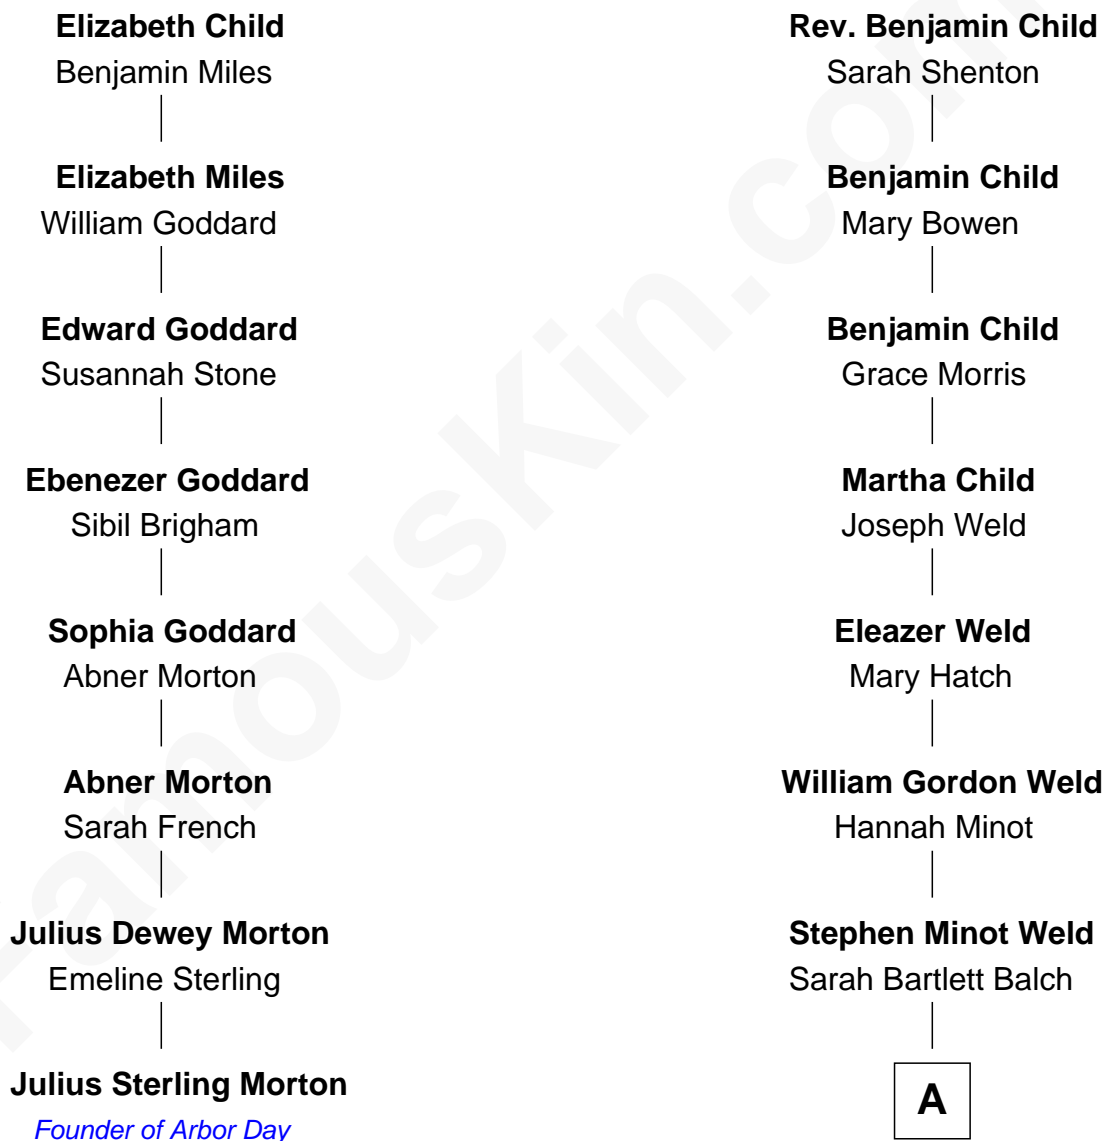 Elizabeth Child
Benjamin Miles
Elizabeth Miles
William Goddard
Edward Goddard
Susannah Stone
Ebenezer Goddard
Sibil Brigham
Sophia Goddard
Abner Morton
Abner Morton
Sarah French
Julius Dewey Morton
Emeline Sterling
Julius Sterling Morton
Founder of Arbor Day
Rev. Benjamin Child
Sarah Shenton
Benjamin Child
Mary Bowen
Benjamin Child
Grace Morris
Martha Child
Joseph Weld
Eleazer Weld
Mary Hatch
William Gordon Weld
Hannah Minot
Stephen Minot Weld
Sarah Bartlett Balch
A
FamousKin.com